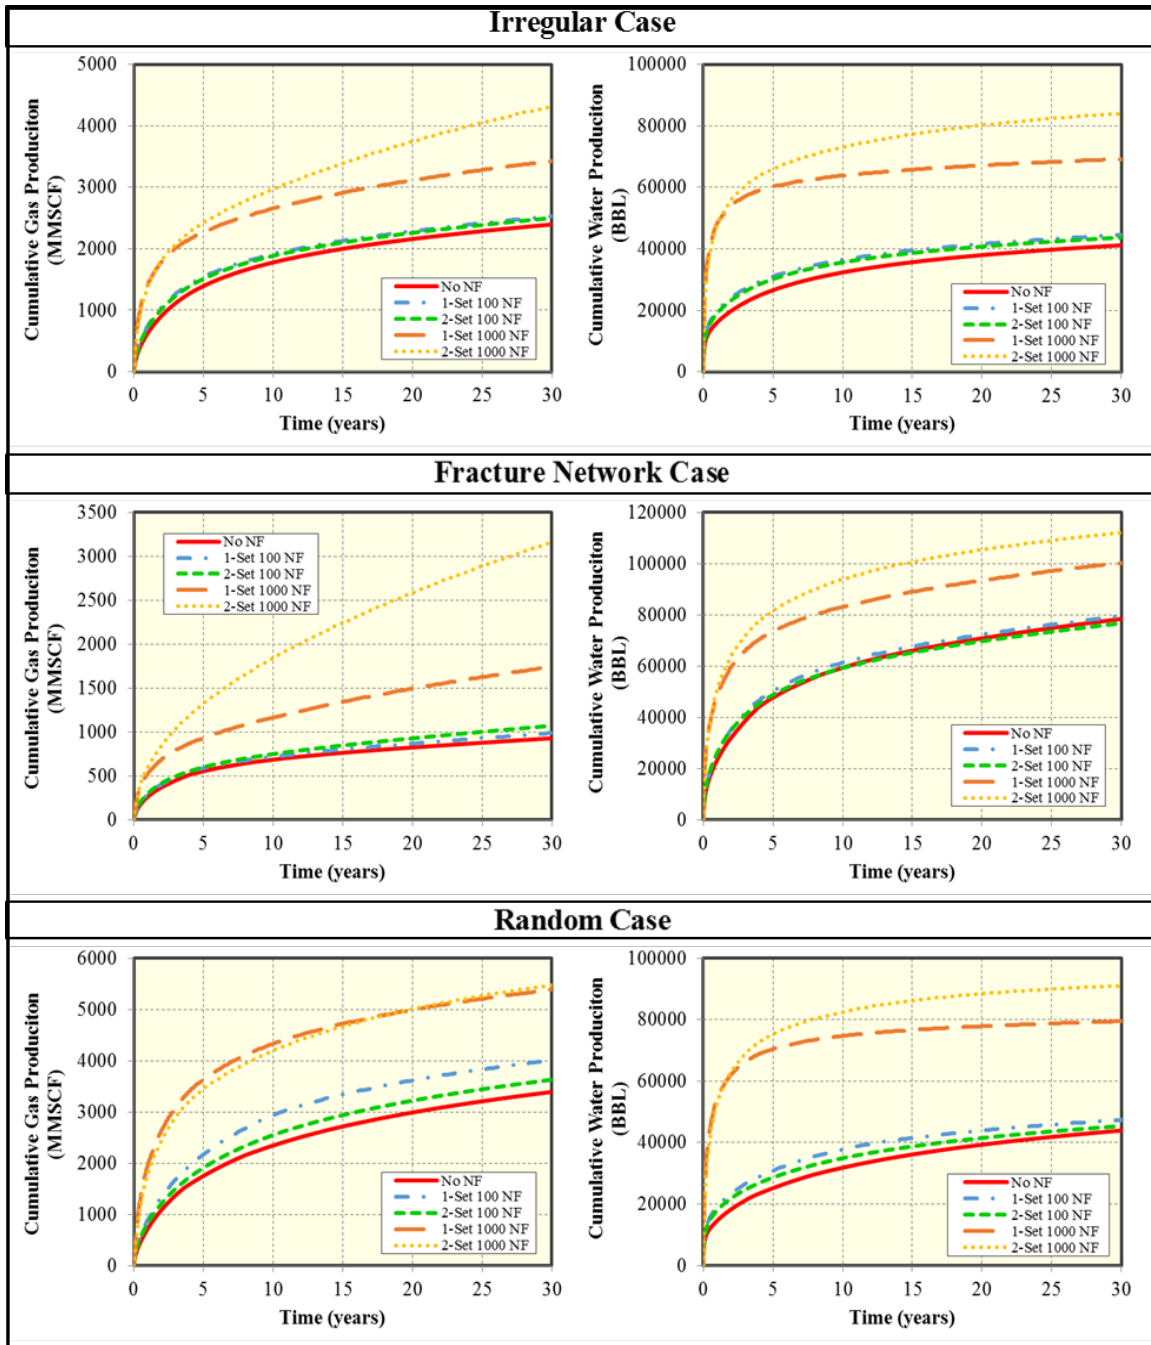 Irregular Case
Cumulative Gas Produciton
(MMSCF)
5000
4000
3000
2000
1000
0
No NF
1-Set 100 NF
2-Set 100 NF
1-Set 1000 NF
2-Set 1000 NF
0 5 10 15 20 25 30
Time (years)
Cumulative Water Produciton
(BBL)
100000
80000
60000
40000
20000
0
No NF
1-Set 100 NF
2-Set 100 NF
1-Set 1000 NF
2-Set 1000 NF
0 5 10 15 20 25 30
Time (years)
Fracture Network Case
Cumulative Gas Produciton
(MMSCF)
3500
3000
2500
2000
1500
1000
500
0
No NF
1-Set 100 NF
2-Set 100 NF
1-Set 1000 NF
2-Set 1000 NF
0 5 10 15 20 25 30
Time (years)
Cumulative Water Produciton
(BBL)
120000
100000
80000
60000
40000
20000
0
No NF
1-Set 100 NF
2-Set 100 NF
1-Set 1000 NF
2-Set 1000 NF
0 5 10 15 20 25 30
Time (years)
Random Case
Cumulative Gas Produciton
(MMSCF)
6000
5000
4000
3000
2000
1000
0
No NF
1-Set 100 NF
2-Set 100 NF
1-Set 1000 NF
2-Set 1000 NF
0 5 10 15 20 25 30
Time (years)
Cumulative Water Produciton
(BBL)
100000
80000
60000
40000
20000
0
No NF
1-Set 100 NF
2-Set 100 NF
1-Set 1000 NF
2-Set 1000 NF
0 5 10 15 20 25 30
Time (years)